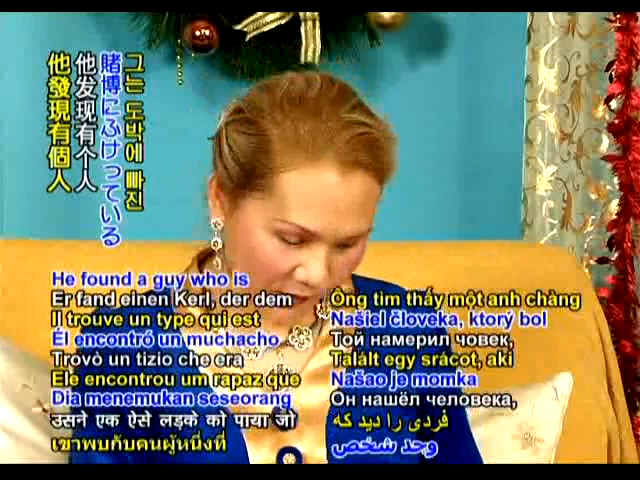 그는 도박에 빠진
賭博にふけっている
他发现有个人
他發現有個人
He found a guy who is
Er fand einen Kerl, der dem
Il trouve un type qui est
Él encontró un muchacho
Trovò un tizio che era
Ele encontrou um rapaz que
Dia menemukan seseorang
उसने एक ऐसे लड़के को पाया जो
เขาพบกับคนผู้หนึ่งที่
Ông tìm thấy một anh chàng
Našiel človeka, ktorý bol
Той намерил човек,
Talált egy srácot, aki
Našao je momka
Он нашёл человека,
فردی را دید که
وجد شخص